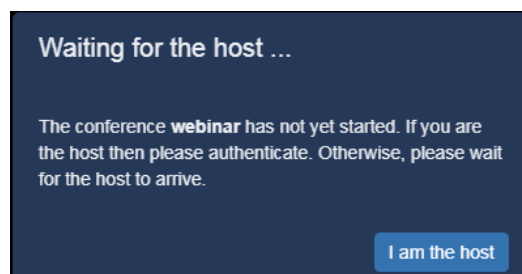 Waiting for the host ...
The conference webinar has not yet started. If you are
the host then please authenticate. Otherwise, please wait
for the host to arrive.
I am the host